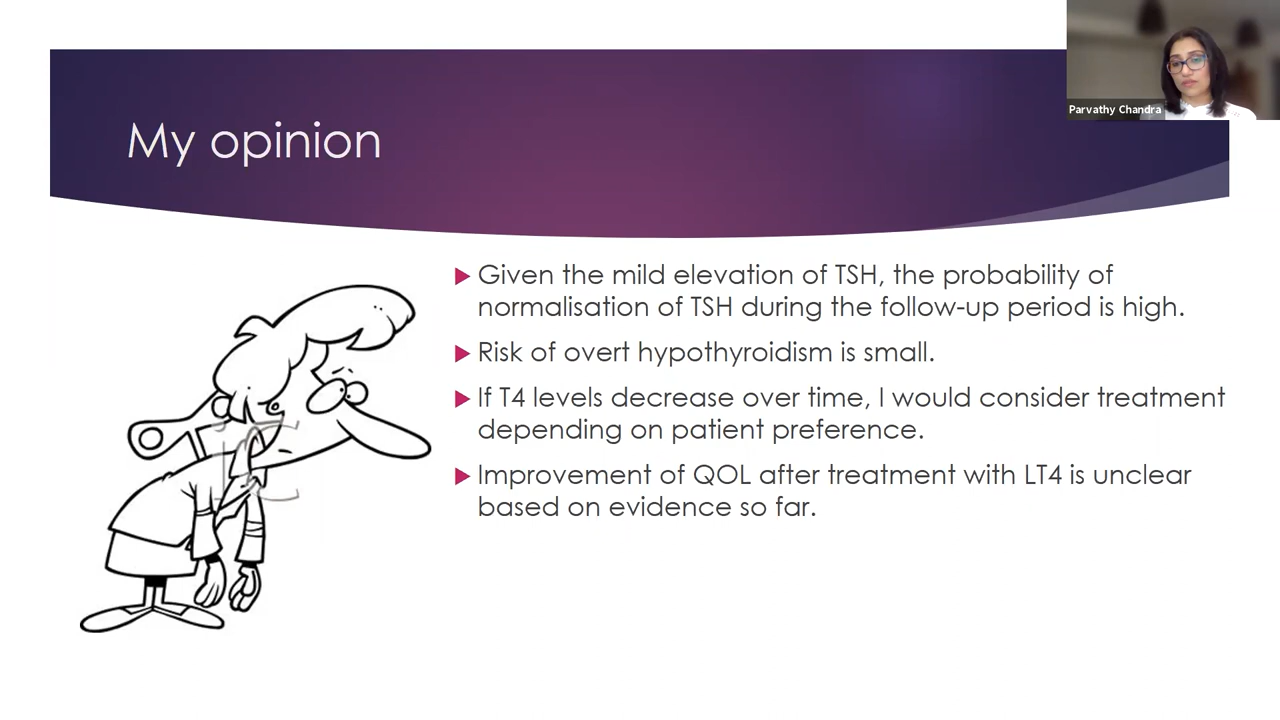 Parvathy Chandra
My opinion
Given the mild elevation of TSH, the probability of
normalisation of TSH during the follow-up period is high.
Risk of overt hypothyroidism is small.
If T4 levels decrease over time, I would consider treatment
depending on patient preference.
Improvement of QOL after treatment with LT4 is unclear
based on evidence so far.